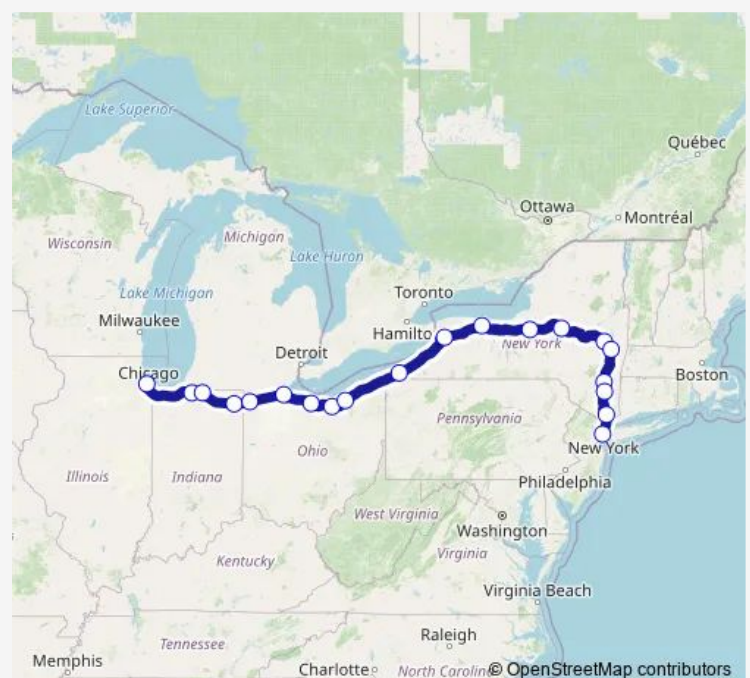 Lake Superior
Québec
Ottawa
Montréal
Wisconsin
Michigan
Lake Huron
Lake Michigan
Toronto
Milwaukee
Hamilto
New York
Detroit
Chicago
Boston
Pennsylvania
Ohio
New York
Illinois
Indiana
Philadelphia
West Virginia
Washington
Virginia
Kentucky
Virginia Beach
Raleigh
Tennessee
Memphis
Charlotte
North Carolin
© OpenStreetMap contributors